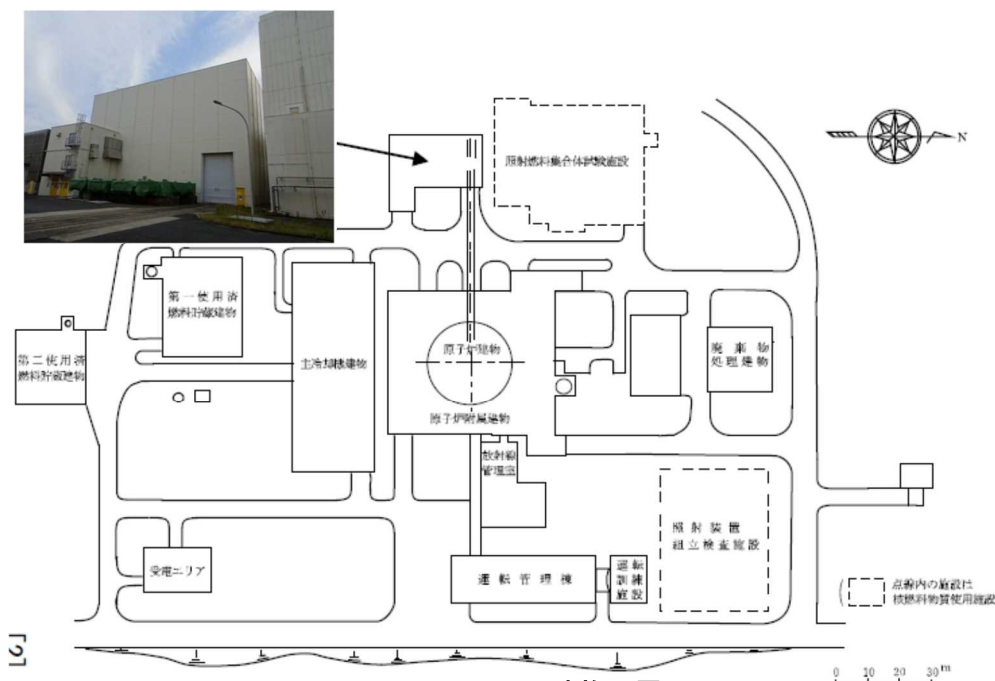 照射燃料集合体試験施設
N
第一使用済
燃料貯蔵建物
第二使用済
燃料貯蔵建物
主冷却機建物
原子炉建物
原子炉附属建物
廃棄物
処理建物
放射線
管理室
照射装置
組立検査施設
受電エリア
運転管理棟
運転
訓練
施設
点線内の施設は
核燃料物質使用施設
[2]
0 10 20 30 m